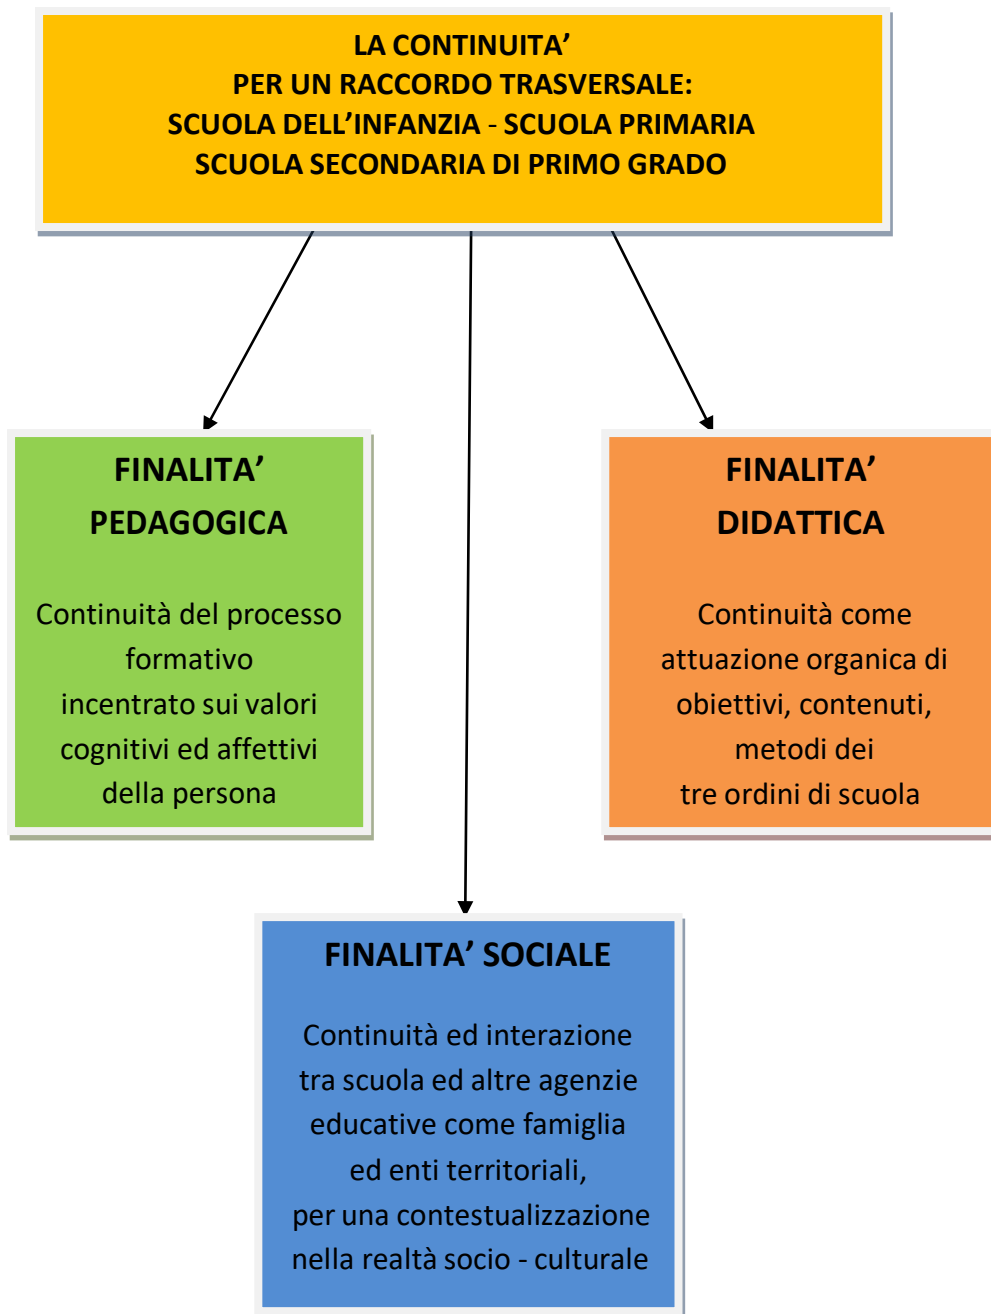 LA CONTINUITA’
PER UN RACCORDO TRASVERSALE:
SCUOLA DELL’INFANZIA - SCUOLA PRIMARIA
SCUOLA SECONDARIA DI PRIMO GRADO
FINALITA’
PEDAGOGICA
Continuità del processo
formativo
incentrato sui valori
cognitivi ed affettivi
della persona
FINALITA’
DIDATTICA
Continuità come
attuazione organica di
obiettivi, contenuti,
metodi dei
tre ordini di scuola
FINALITA’ SOCIALE
Continuità ed interazione
tra scuola ed altre agenzie
educative come famiglia
ed enti territoriali,
per una contestualizzazione
nella realtà socio - culturale